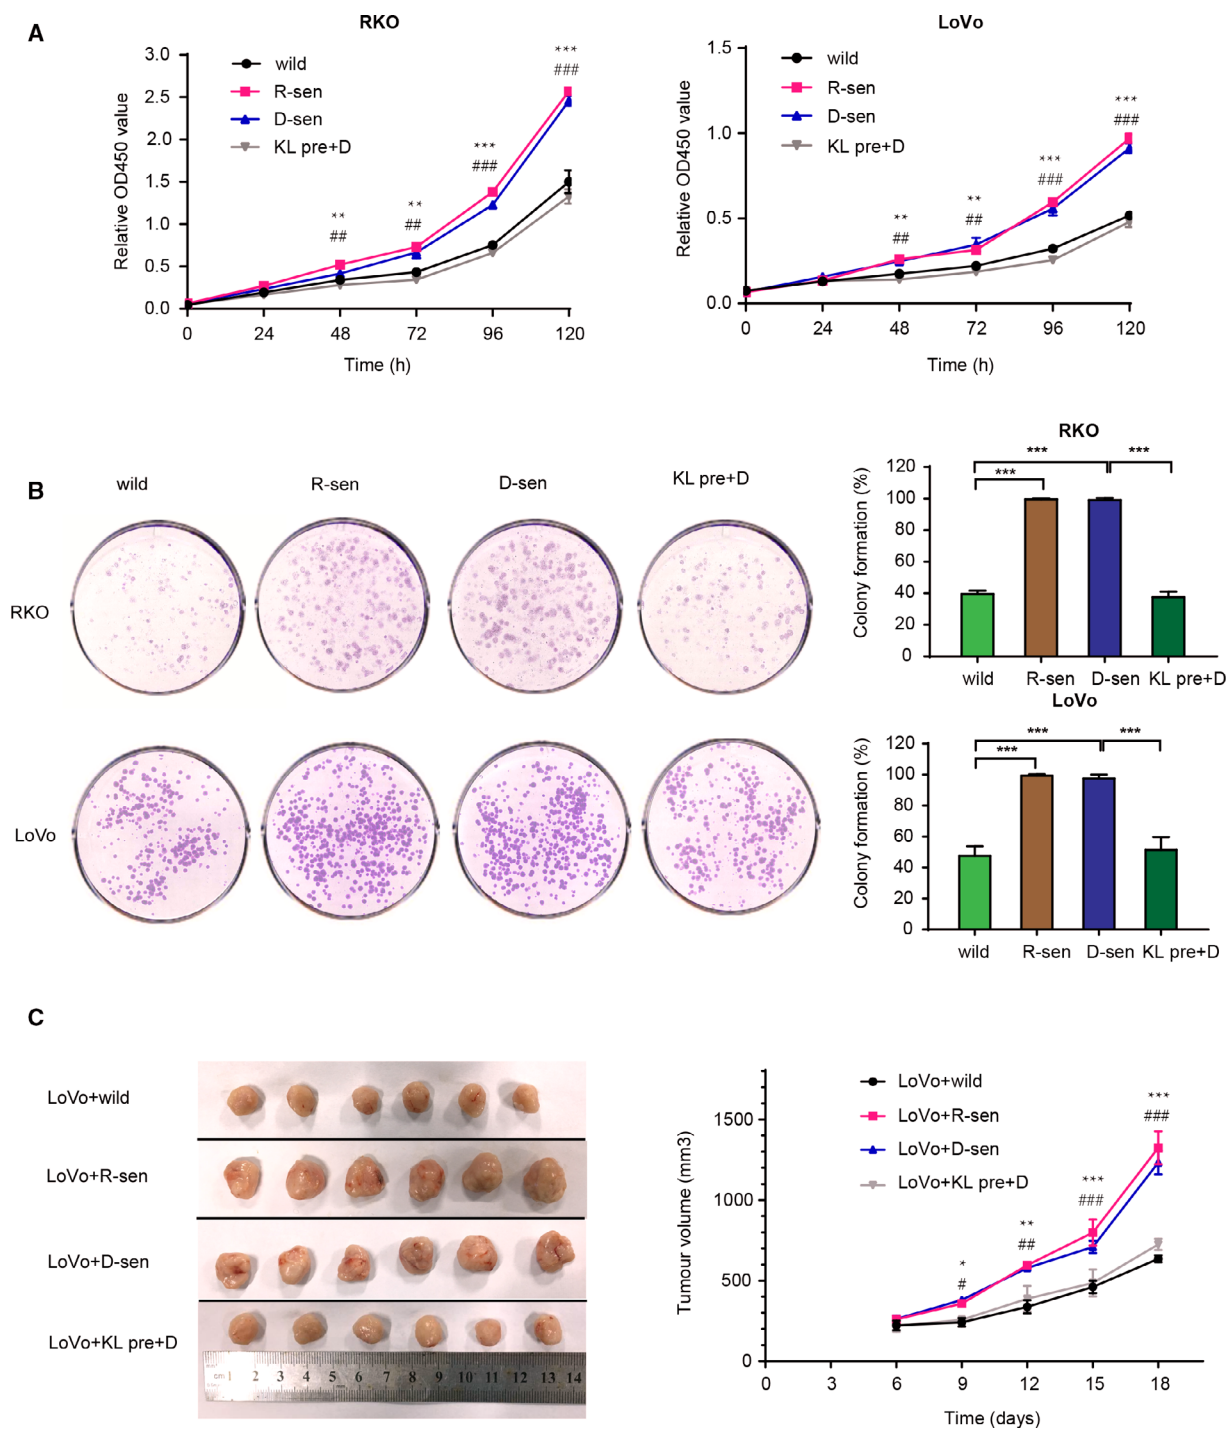 A
RKO
Relative OD450 value
3.0
2.5
2.0
1.5
1.0
0.5
0.0
wild
R-sen
D-sen
KL pre+D
**
##
**
##
***
###
***
###
0 24 48 72 96 120
Time (h)
LoVo
Relative OD450 value
1.5
1.0
0.5
0.0
wild
R-sen
D-sen
KL pre+D
**
##
**
##
***
###
***
###
0 24 48 72 96 120
Time (h)
B
wild R-sen D-sen KL pre+D
RKO
LoVo
RKO
Colony formation (%)
120
100
80
60
40
20
0
*** ***
***
wild R-sen D-sen KL pre+D
LoVo
Colony formation (%)
120
100
80
60
40
20
0
*** ***
***
wild R-sen D-sen KL pre+D
C
LoVo+wild
LoVo+R-sen
LoVo+D-sen
LoVo+KL pre+D
cm 1 2 3 4 5 6 7 8 9 10 11 12 13 14
Tumour volume (mm3)
1500
1000
500
0
LoVo+wild
LoVo+R-sen
LoVo+D-sen
LoVo+KL pre+D
*
#
**
##
***
###
***
###
0 3 6 9 12 15 18
Time (days)